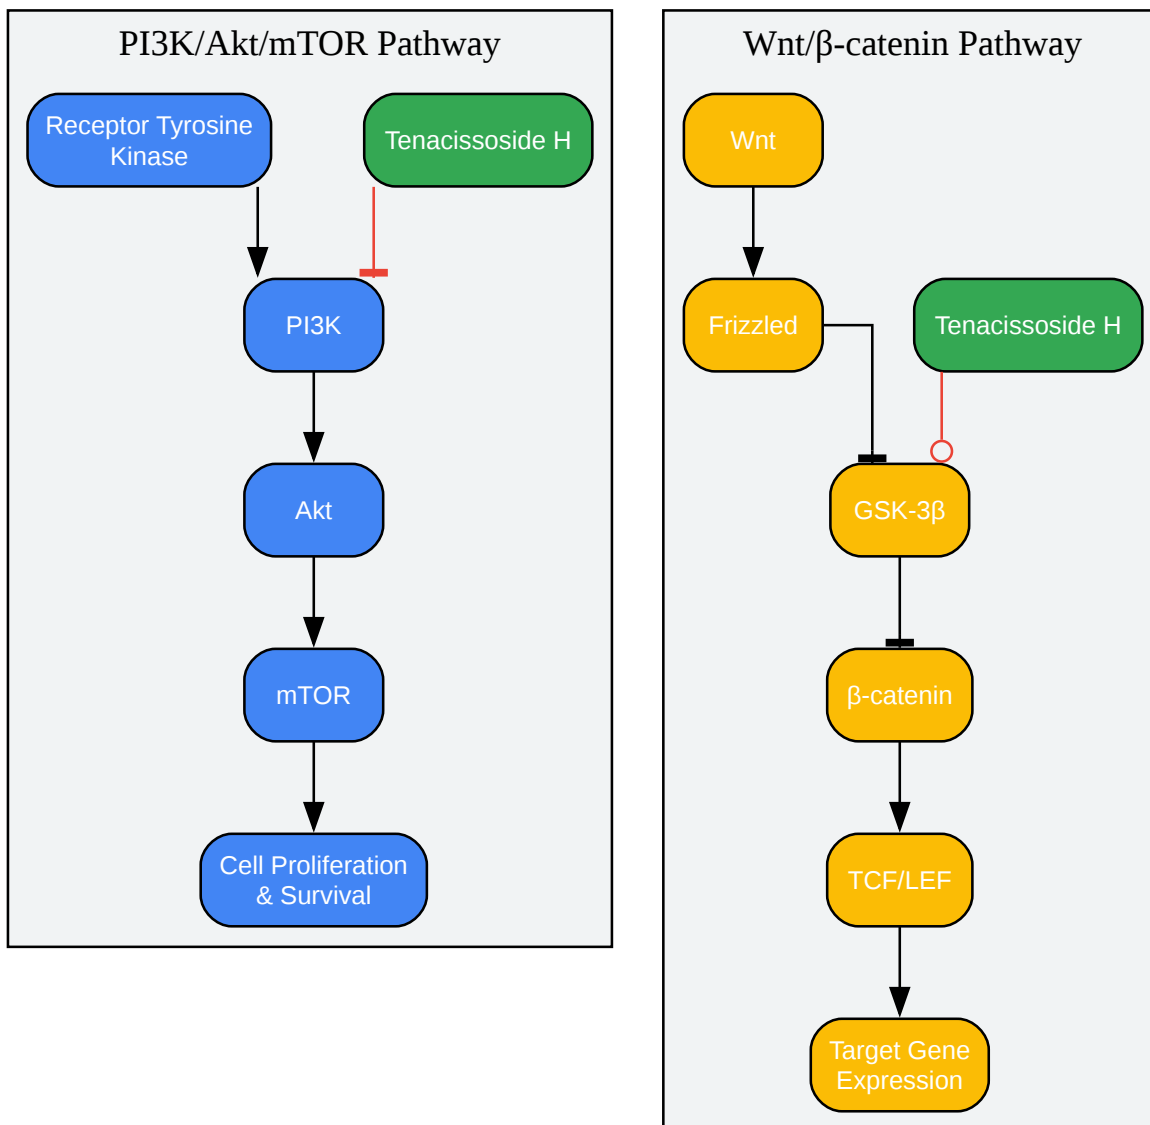 PI3K/Akt/mTOR Pathway
Receptor Tyrosine
Kinase
Tenacissoside H
PI3K
Akt
mTOR
Cell Proliferation
& Survival
Wnt/β-catenin Pathway
Wnt
Frizzled
Tenacissoside H
GSK-3β
β-catenin
TCF/LEF
Target Gene
Expression